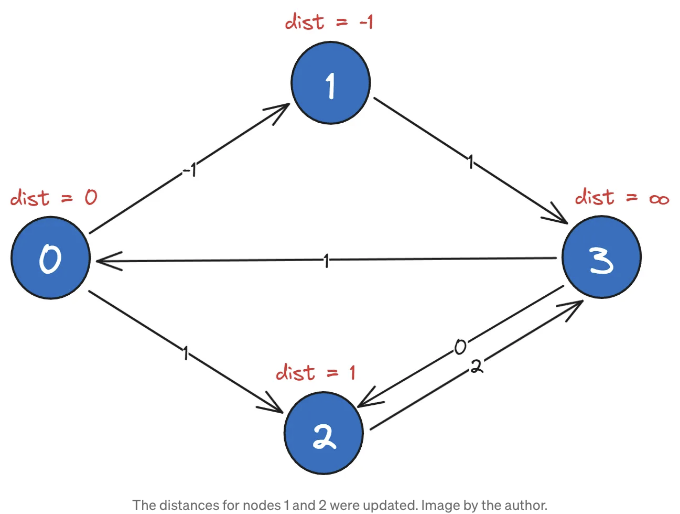 dist = -1
1
-1
1
dist = 0
dist = ∞
0
1
3
1
0
2
dist = 1
2
The distances for nodes 1 and 2 were updated. Image by the author.